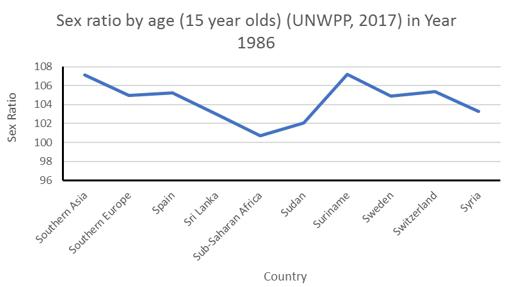 Sex ratio by age (15 year olds) (UNWPP, 2017) in Year
1986
Sex Ratio
108
106
104
102
100
98
96
Southern Asia
Southern Europe
Spain
Sri Lanka
Sub-Saharan Africa
Sudan
Suriname
Sweden
Switzerland
Syria
Country